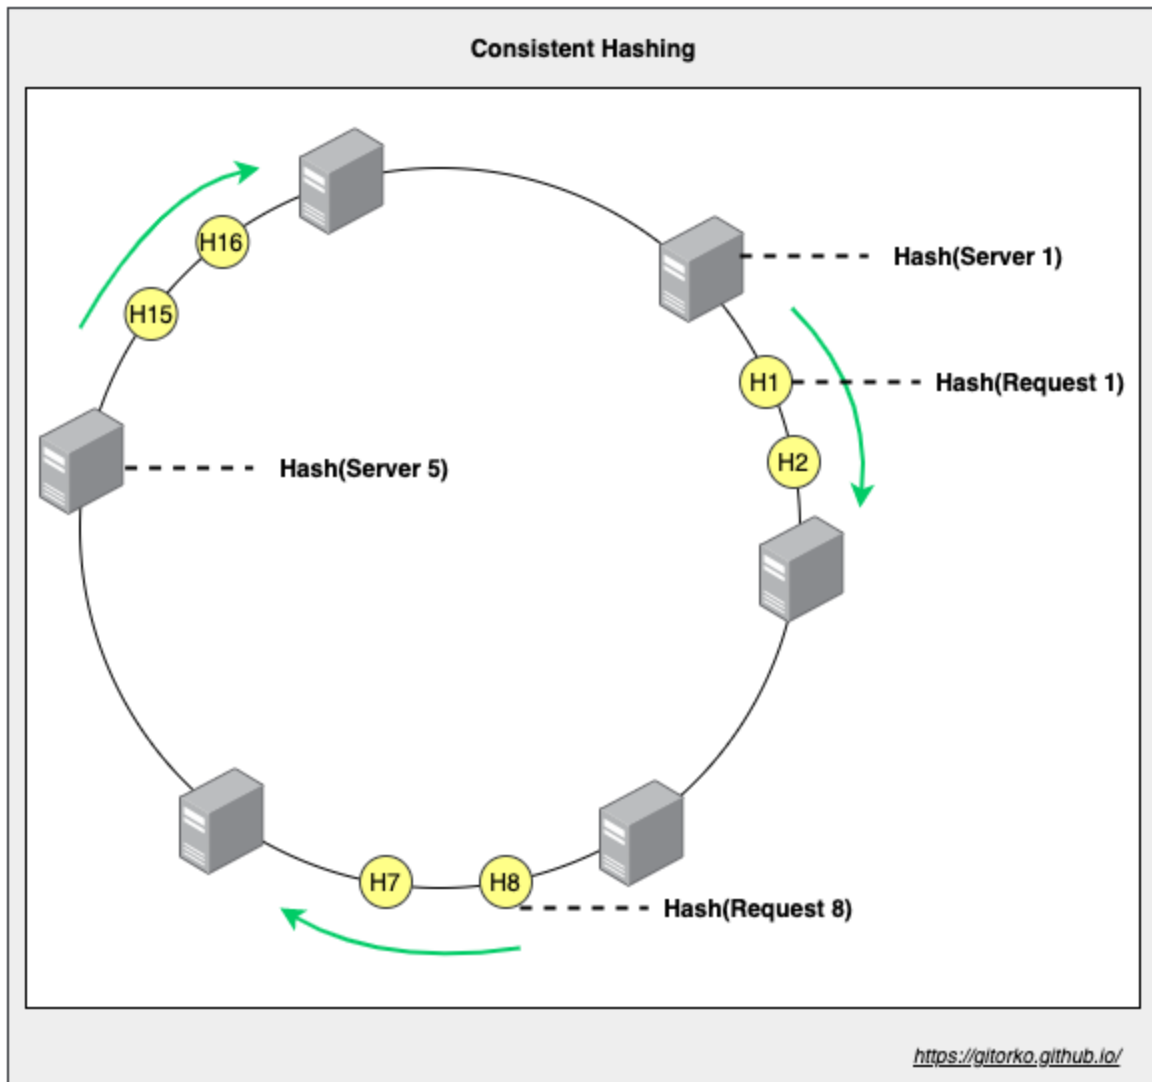 Consistent Hashing
H16
Hash(Server 1)
H15
H1
Hash(Request 1)
H2
Hash(Server 5)
H7
H8
Hash(Request 8)
https://gitorko.github.io/